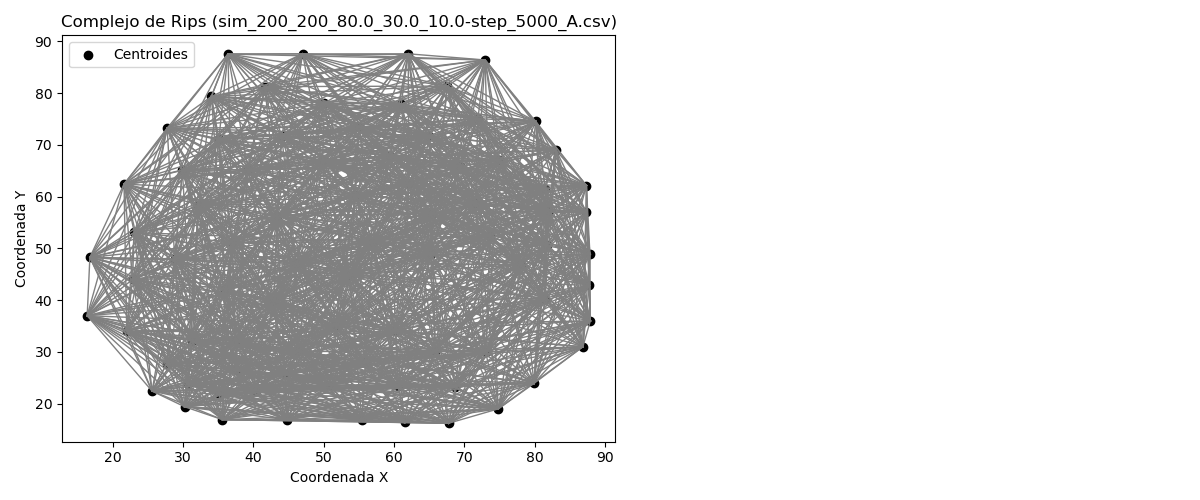 Complejo de Rips (sim_200_200_80.0_30.0_10.0-step_5000_A.csv)
Centroides
Coordenada Y
90
80
70
60
50
40
30
20
20 30 40 50 60 70 80 90
Coordenada X